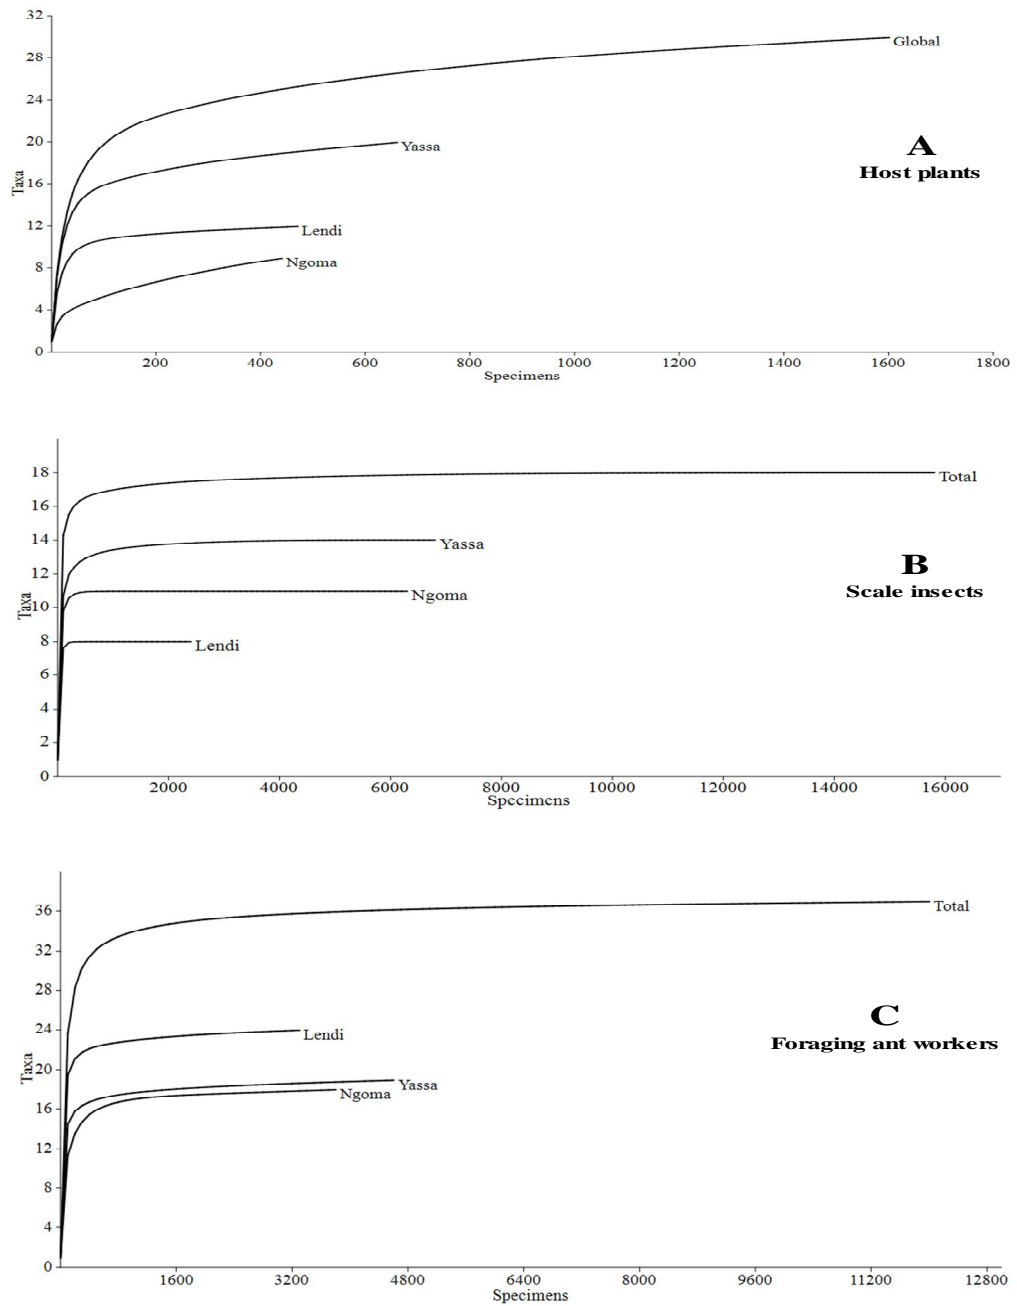 32
28
24
20
16
12
8
4
0
Taxa
Global
Yassa
Lendi
Ngoma
A
Host plants
200 400 600 800 1000 1200 1400 1600 1800
Specimens
18
16
14
12
10
8
6
4
2
0
Taxa
Total
Yassa
Ngoma
Lendi
B
Scale insects
2000 4000 6000 8000 10000 12000 14000 16000
Specimens
36
32
28
24
20
16
12
8
4
0
Taxa
Total
Lendi
Yassa
Ngoma
C
Foraging ant workers
1600 3200 4800 6400 8000 9600 11200 12800
Specimens